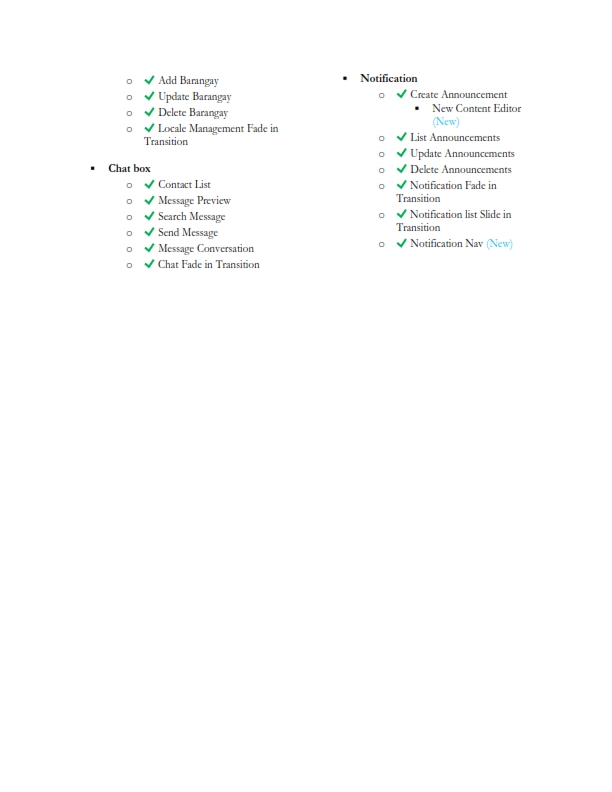 o ✔ Add Barangay
o ✔ Update Barangay
o ✔ Delete Barangay
o ✔ Locale Management Fade in
Transition
▪ Chat box
o ✔ Contact List
o ✔ Message Preview
o ✔ Search Message
o ✔ Send Message
o ✔ Message Conversation
o ✔ Chat Fade in Transition
▪ Notification
o ✔ Create Announcement
▪ New Content Editor
(New)
o ✔ List Announcements
o ✔ Update Announcements
o ✔ Delete Announcements
o ✔ Notification Fade in
Transition
o ✔ Notification list Slide in
Transition
o ✔ Notification Nav (New)